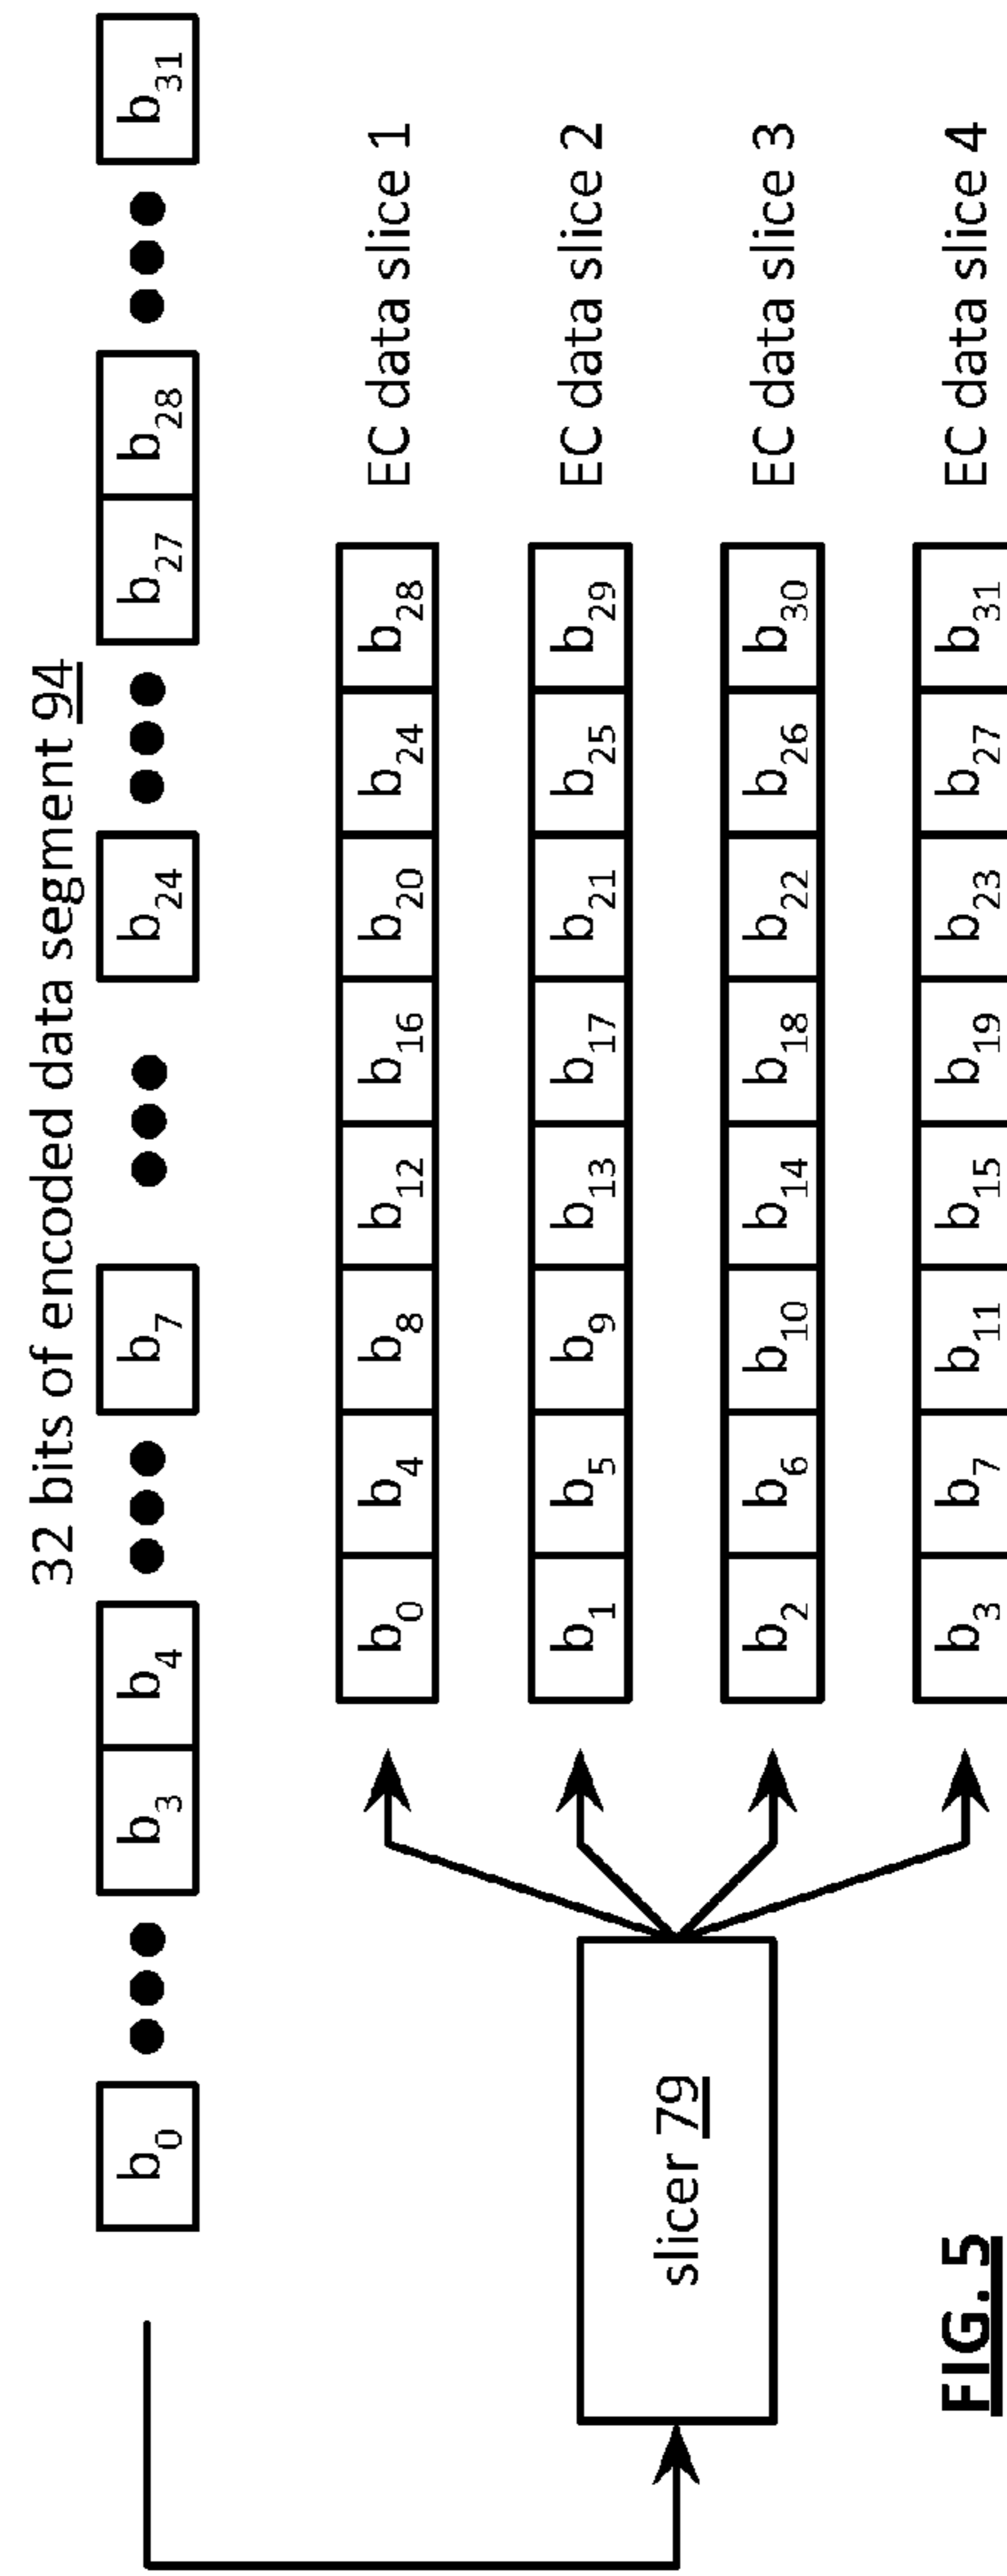 32 bits of encoded data segment 94
b0 ••• b3 b4 ••• b7 ••• b24 ••• b27 b28 ••• b31
b0 b4 b8 b12 b16 b20 b24 b28 EC data slice 1
b1 b5 b9 b13 b17 b21 b25 b29 EC data slice 2
slicer 79
b2 b6 b10 b14 b18 b22 b26 b30 EC data slice 3
b3 b7 b11 b15 b19 b23 b27 b31 EC data slice 4
FIG. 5